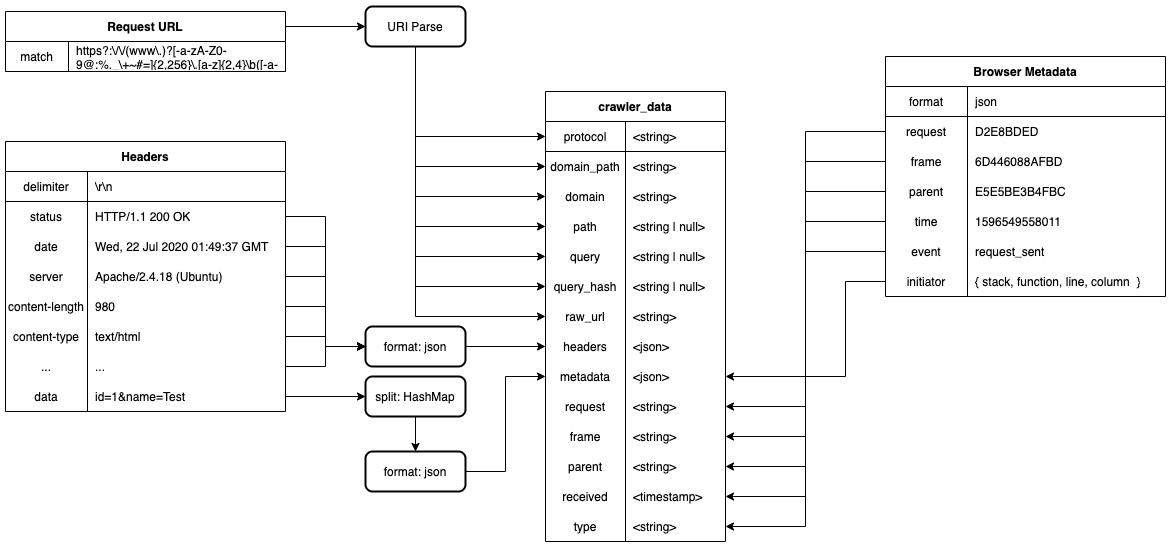 Request URL
match
https?:\/\/(www\.)?[-a-zA-Z0-
9@:%._\+~#=]{2,256}\.[a-z]{2,4}\b([-a-
URI Parse
Headers
delimiter \r\n
status HTTP/1.1 200 OK
date Wed, 22 Jul 2020 01:49:37 GMT
server Apache/2.4.18 (Ubuntu)
content-length 980
content-type text/html
... ...
data id=1&name=Test
format: json
split: HashMap
format: json
crawler_data
protocol <string>
domain_path <string>
domain <string>
path <string | null>
query <string | null>
query_hash <string | null>
raw_url <string>
headers <json>
metadata <json>
request <string>
frame <string>
parent <string>
received <timestamp>
type <string>
Browser Metadata
format json
request D2E8BDED
frame 6D446088AFBD
parent E5E5BE3B4FBC
time 1596549558011
event request_sent
initiator { stack, function, line, column }